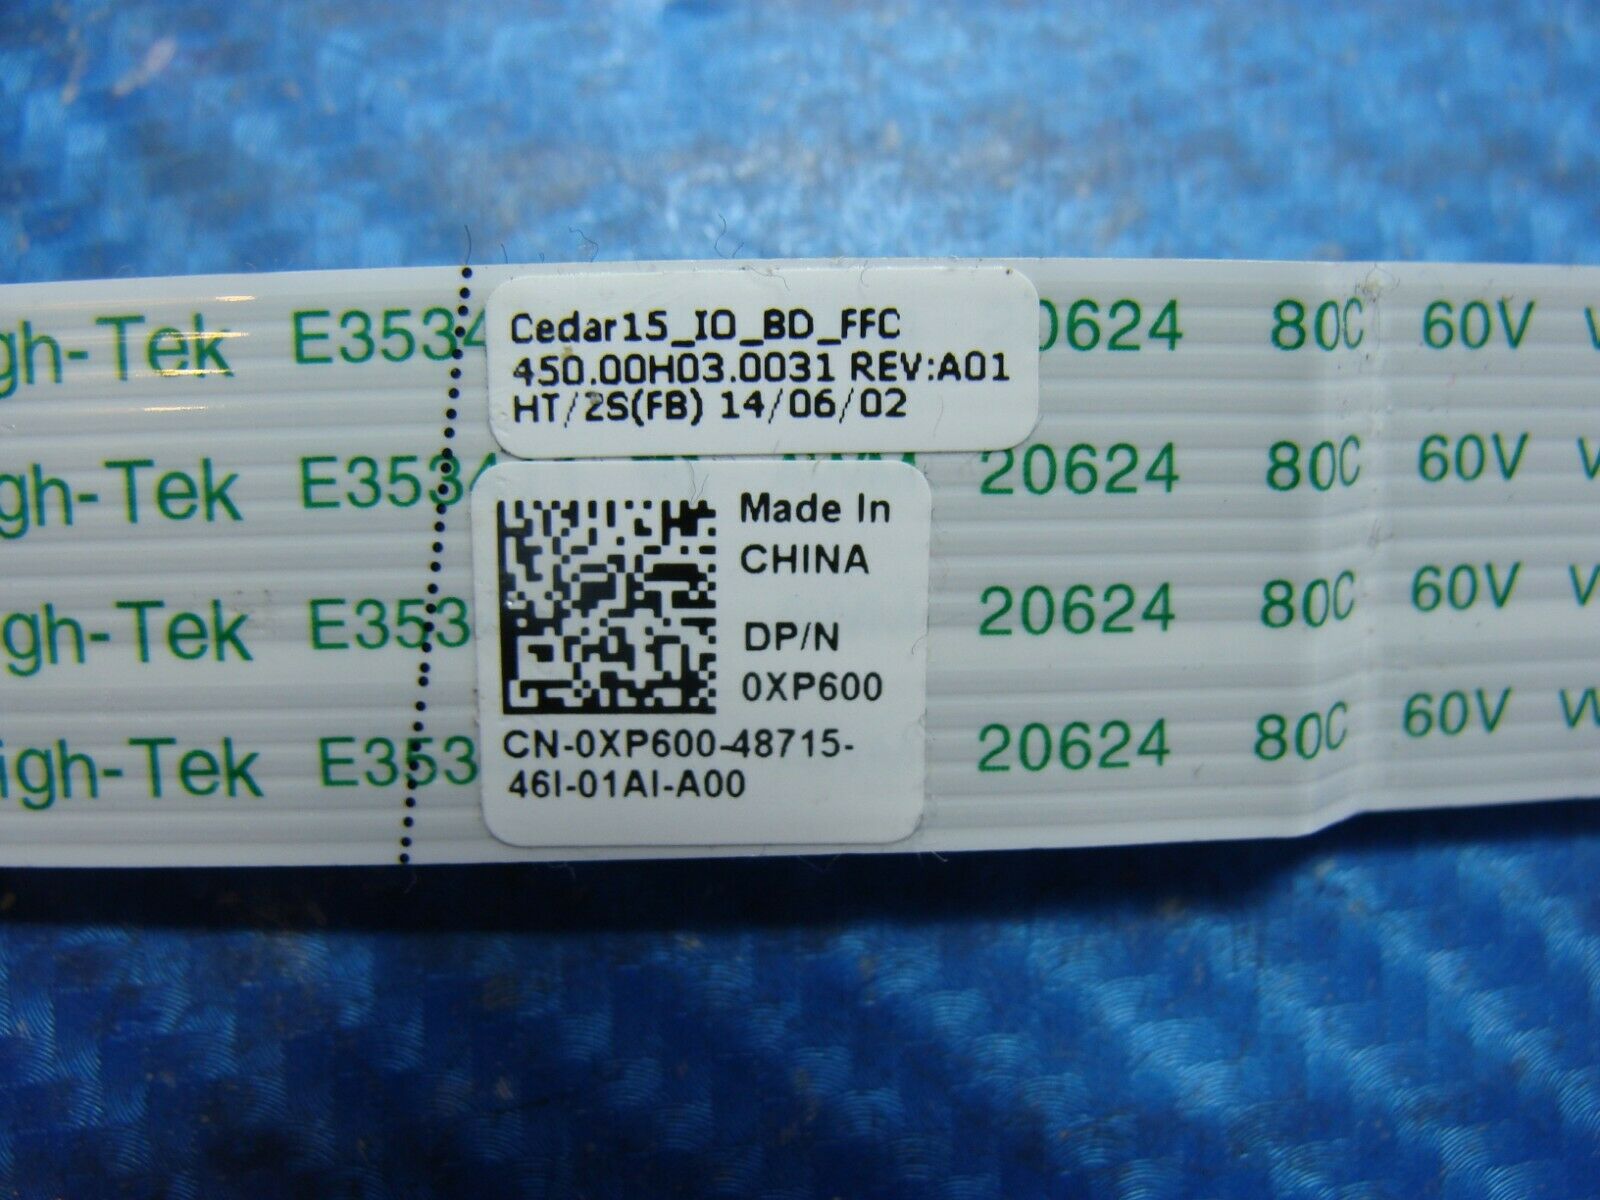 gh-Tek E3534 20624 80C 60V
Cedar15_IO_BD_FFC
450.00H03.0031 REV:A01
HT/2S(FB) 14/06/02
gh-Tek E3534 20624 80C 60V
gh-Tek E353 20624 80C 60V
igh-Tek E353 20624 80C 60V
Made In
CHINA
DP/N
0XP600
CN-0XP600-48715-
46I-01AI-A00